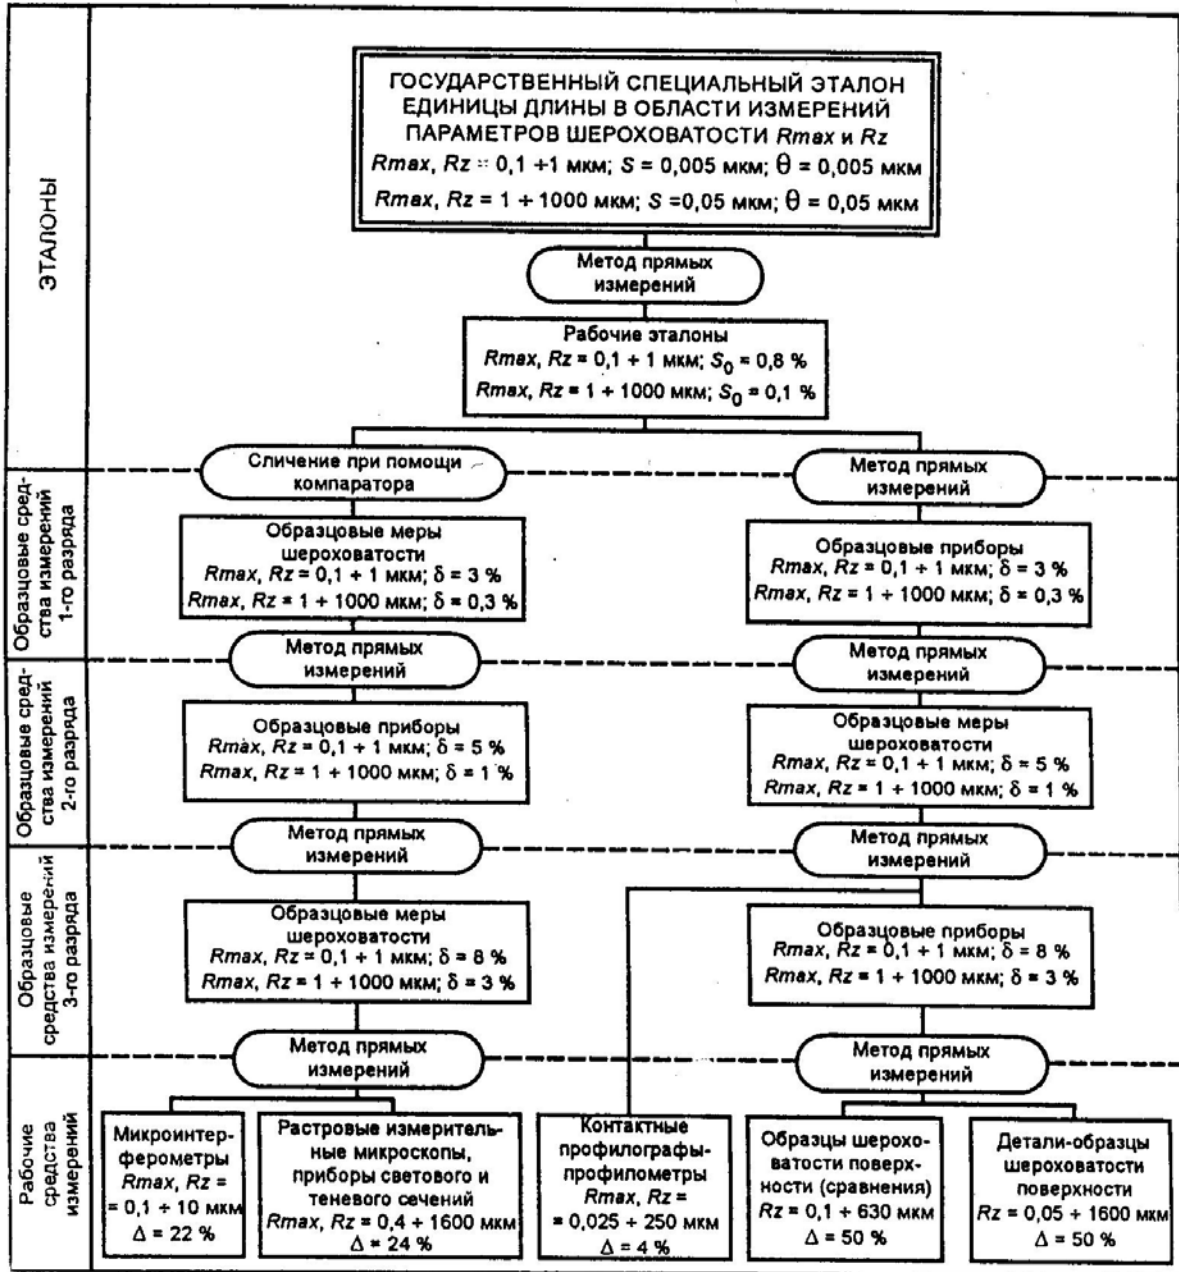 ЭТАЛОНЫ
ГОСУДАРСТВЕННЫЙ СПЕЦИАЛЬНЫЙ ЭТАЛОН
ЕДИНИЦЫ ДЛИНЫ В ОБЛАСТИ ИЗМЕРЕНИЙ
ПАРАМЕТРОВ ШЕРОХОВАТОСТИ Rmax и Rz
Rmax, Rz = 0,1 +1 мкм; S = 0,005 мкм; θ = 0,005 мкм
Rmax, Rz = 1 + 1000 мкм; S =0,05 мкм; θ = 0,05 мкм
Метод прямых
измерений
Рабочие эталоны
Rmax, Rz = 0,1 + 1 мкм; S₀ = 0,8 %
Rmax, Rz = 1 + 1000 мкм; S₀ = 0,1 %
Сличение при помощи
компаратора
Метод прямых
измерений
Образцовые сред-
ства измерений
1-го разряда
Образцовые меры
шероховатости
Rmax, Rz = 0,1 + 1 мкм; δ = 3 %
Rmax, Rz = 1 + 1000 мкм; δ = 0,3 %
Образцовые приборы
Rmax, Rz = 0,1 + 1 мкм; δ = 3 %
Rmax, Rz = 1 + 1000 мкм; δ = 0,3 %
Метод прямых
измерений
Метод прямых
измерений
Образцовые сред-
ства измерений
2-го разряда
Образцовые приборы
Rmax, Rz = 0,1 + 1 мкм; δ = 5 %
Rmax, Rz = 1 + 1000 мкм; δ = 1 %
Образцовые меры
шероховатости
Rmax, Rz = 0,1 + 1 мкм; δ = 5 %
Rmax, Rz = 1 + 1000 мкм; δ = 1 %
Метод прямых
измерений
Метод прямых
измерений
Образцовые
средства измерений
3-го разряда
Образцовые меры
шероховатости
Rmax, Rz = 0,1 + 1 мкм; δ = 8 %
Rmax, Rz = 1 + 1000 мкм; δ = 3 %
Образцовые приборы
Rmax, Rz = 0,1 + 1 мкм; δ = 8 %
Rmax, Rz = 1 + 1000 мкм; δ = 3 %
Метод прямых
измерений
Метод прямых
измерений
Рабочие
средства
измерений
Микроинтер-
ферометры
Rmax, Rz =
= 0,1 + 10 мкм
Δ = 22 %
Растровые измеритель-
ные микроскопы,
приборы светового и
теневого сечений
Rmax, Rz = 0,4 + 1600 мкм
Δ = 24 %
Контактные
профилографы-
профилометры
Rmax, Rz =
= 0,025 + 250 мкм
Δ = 4 %
Образцы шерохо-
ватости поверх-
ности (сравнения)
Rz = 0,1 + 630 мкм
Δ = 50 %
Детали-образцы
шероховатости
поверхности
Rz = 0,05 + 1600 мкм
Δ = 50 %